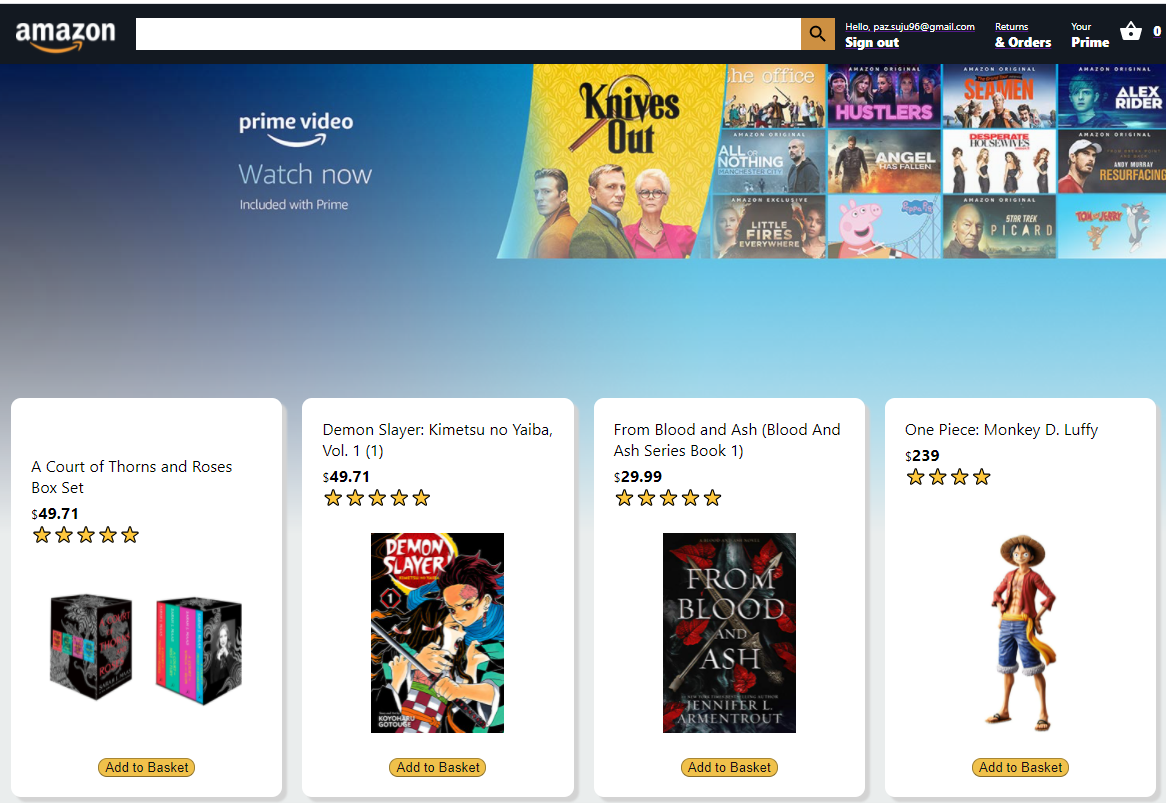 amazon
Hello, paz.suju96@gmail.com
Sign out
Returns
& Orders
Your
Prime
0
prime video
Watch now
Included with Prime
Knives
Out
he office
AMAZON ORIGINAL
HUSTLERS
AMAZON ORIGINAL
SEAMEN
AMAZON ORIGINAL
ALEX
RIDER
AMAZON ORIGINAL
ALL OR
NOTHING
MANCHESTER CITY
ANGEL
HAS FALLEN
DESPERATE
HOUSEWIVES
AMAZON ORIGINAL
ANDY MURRAY
RESURFACING
AMAZON EXCLUSIVE
LITTLE
FIRES
EVERYWHERE
Peppa Pig
AMAZON ORIGINAL
STAR TREK
PICARD
TOM and JERRY
A Court of Thorns and Roses
Box Set
$49.71
Add to Basket
Demon Slayer: Kimetsu no Yaiba,
Vol. 1 (1)
$49.71
DEMON
SLAYER
KIMETSU NO YAIBA
1
KOYOHARU
GOTOUGE
Add to Basket
From Blood and Ash (Blood And
Ash Series Book 1)
$29.99
FROM
BLOOD
AND
ASH
JENNIFER L.
ARMENTROUT
Add to Basket
One Piece: Monkey D. Luffy
$239
Add to Basket